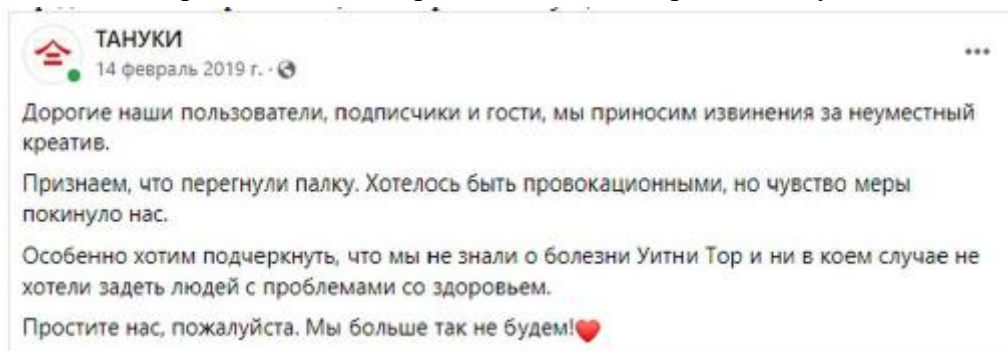 ТАНУКИ
14 февраль 2019 г. ·
Дорогие наши пользователи, подписчики и гости, мы приносим извинения за неуместный
креатив.
Признаем, что перегнули палку. Хотелось быть провокационными, но чувство меры
покинуло нас.
Особенно хотим подчеркнуть, что мы не знали о болезни Уитни Тор и ни в коем случае не
хотели задеть людей с проблемами со здоровьем.
Простите нас, пожалуйста. Мы больше так не будем!❤